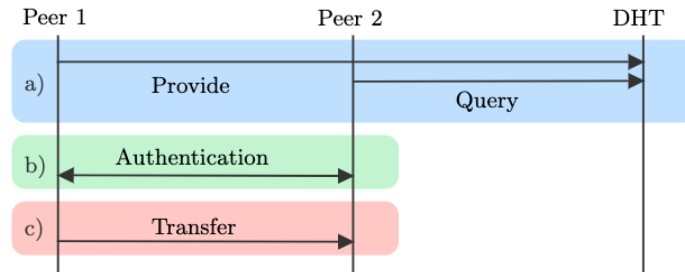 Peer 1 Peer 2 DHT
a) Provide
Query
b) Authentication
c) Transfer